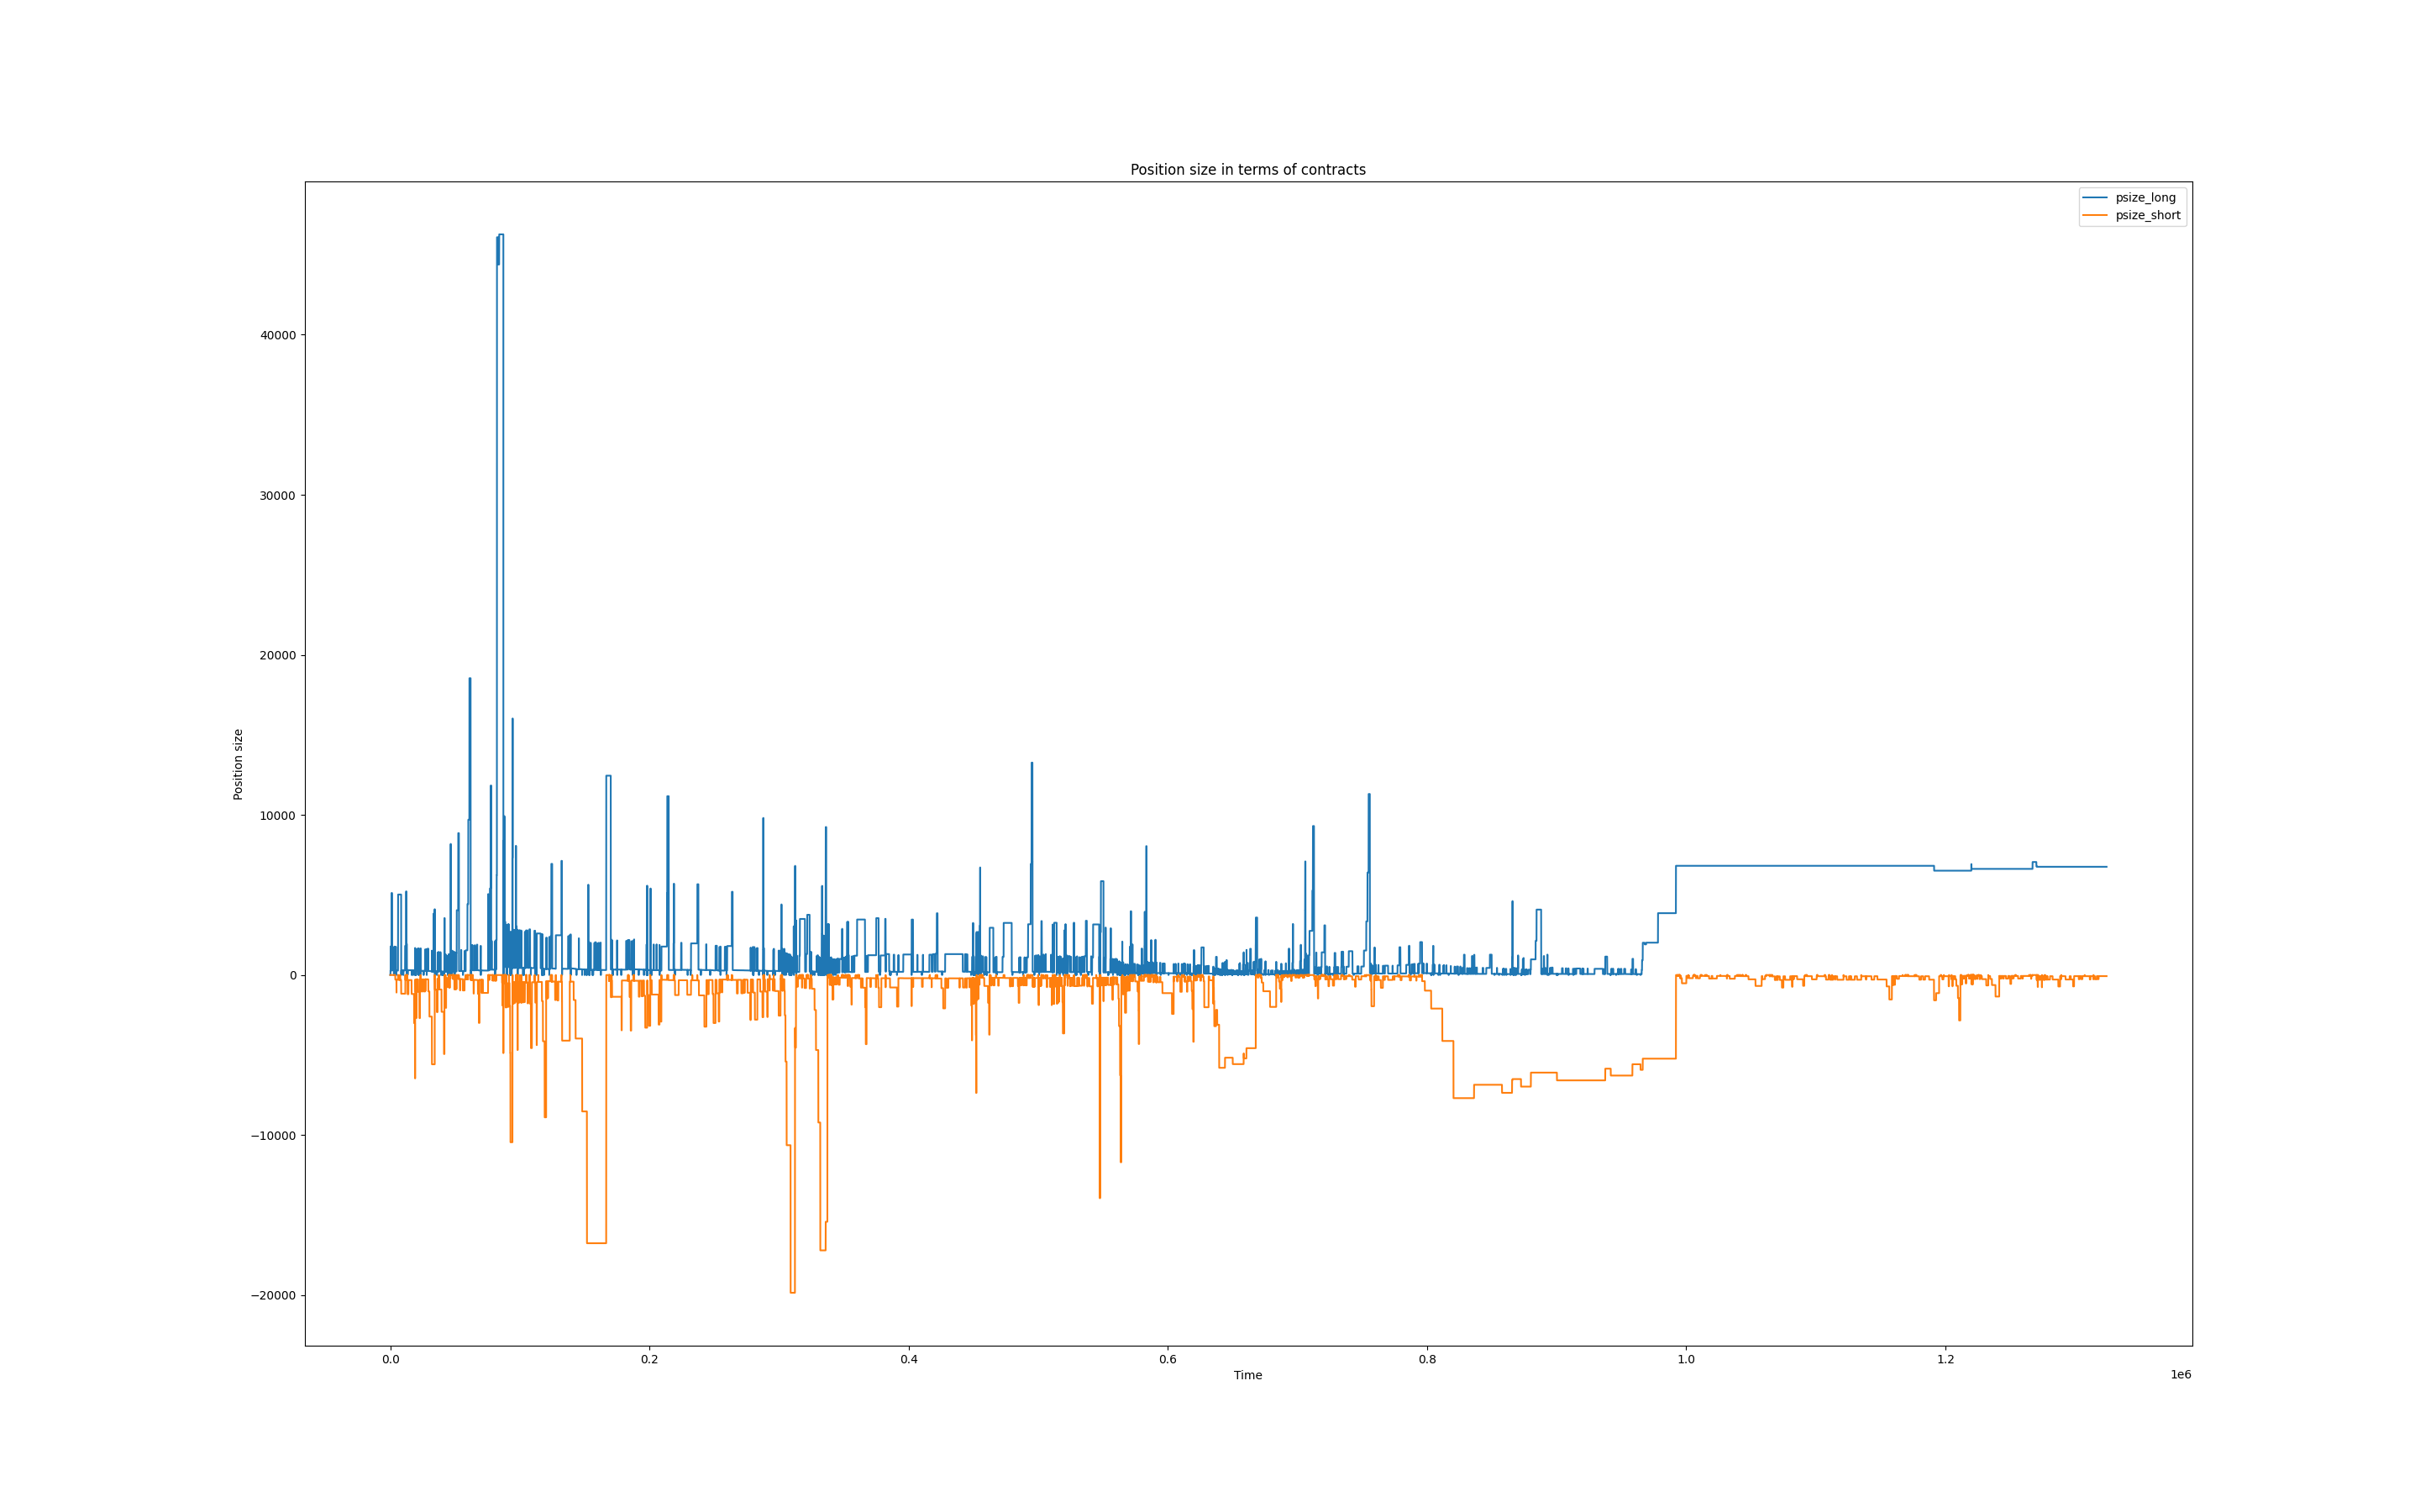 Position size in terms of contracts
psize_long
psize_short
Position size
40000
30000
20000
10000
0
−10000
−20000
0.0
0.2
0.4
0.6
0.8
1.0
1.2
1e6
Time